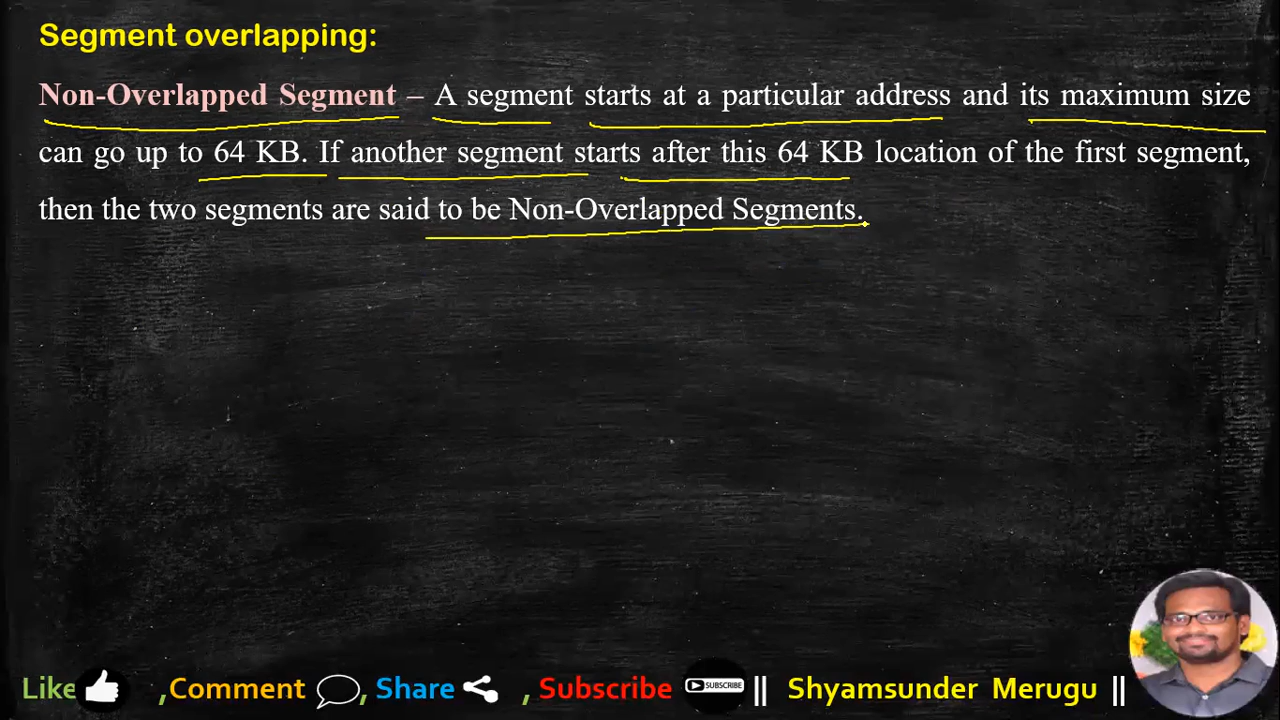 Segment overlapping:
Non-Overlapped Segment – A segment starts at a particular address and its maximum size
can go up to 64 KB. If another segment starts after this 64 KB location of the first segment,
then the two segments are said to be Non-Overlapped Segments.
Like ,Comment , Share , Subscribe SUBSCRIBE || Shyamsunder Merugu ||